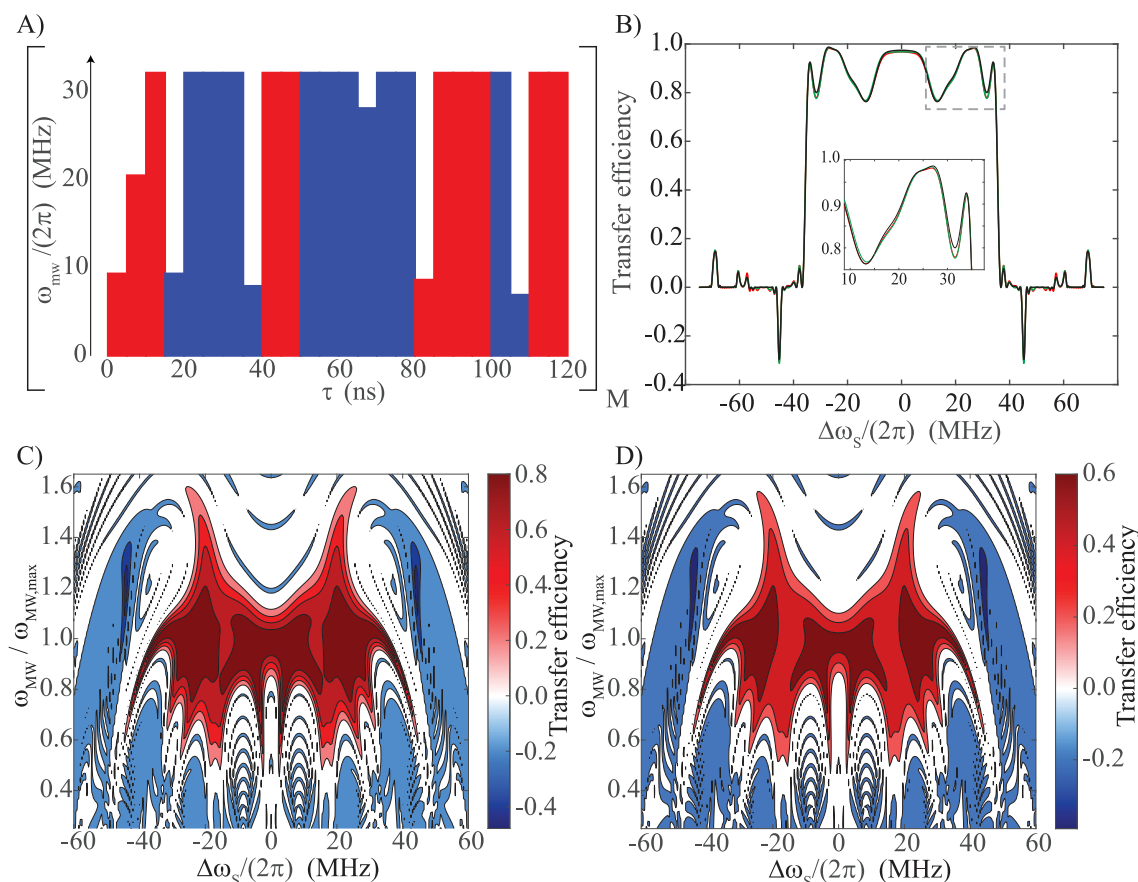 A)
ω_mw/(2π) (MHz)
30
20
10
0
0 20 40 60 80 100 120
τ (ns)
M
B)
Transfer efficiency
1.0
0.8
0.6
0.4
0.2
0.0
-0.2
-0.4
1.0
0.9
0.8
10 20 30
-60 -40 -20 0 20 40 60
Δω_S/(2π) (MHz)
C)
ω_MW / ω_MW,max
1.6
1.4
1.2
1.0
0.8
0.6
0.4
-60 -40 -20 0 20 40 60
Δω_S/(2π) (MHz)
0.8
0.6
0.4
0.2
0.0
-0.2
-0.4
Transfer efficiency
D)
ω_MW / ω_MW,max
1.6
1.4
1.2
1.0
0.8
0.6
0.4
-60 -40 -20 0 20 40 60
Δω_S/(2π) (MHz)
0.6
0.4
0.2
0.0
-0.2
Transfer efficiency